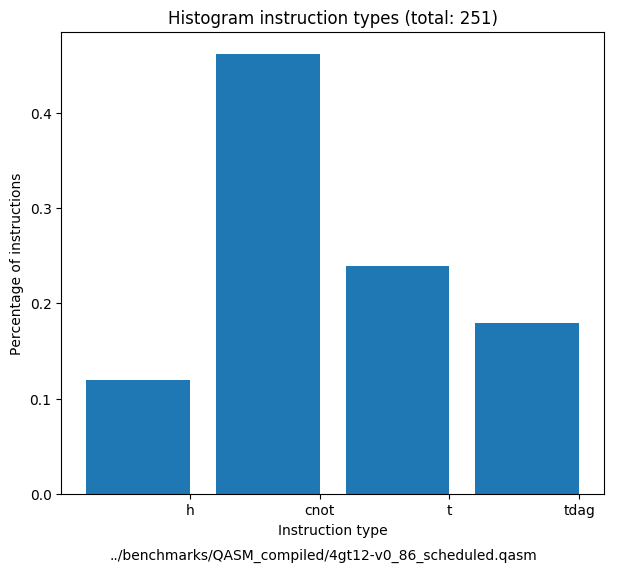 Histogram instruction types (total: 251)
Percentage of instructions
0.4
0.3
0.2
0.1
0.0
h cnot t tdag
Instruction type
../benchmarks/QASM_compiled/4gt12-v0_86_scheduled.qasm